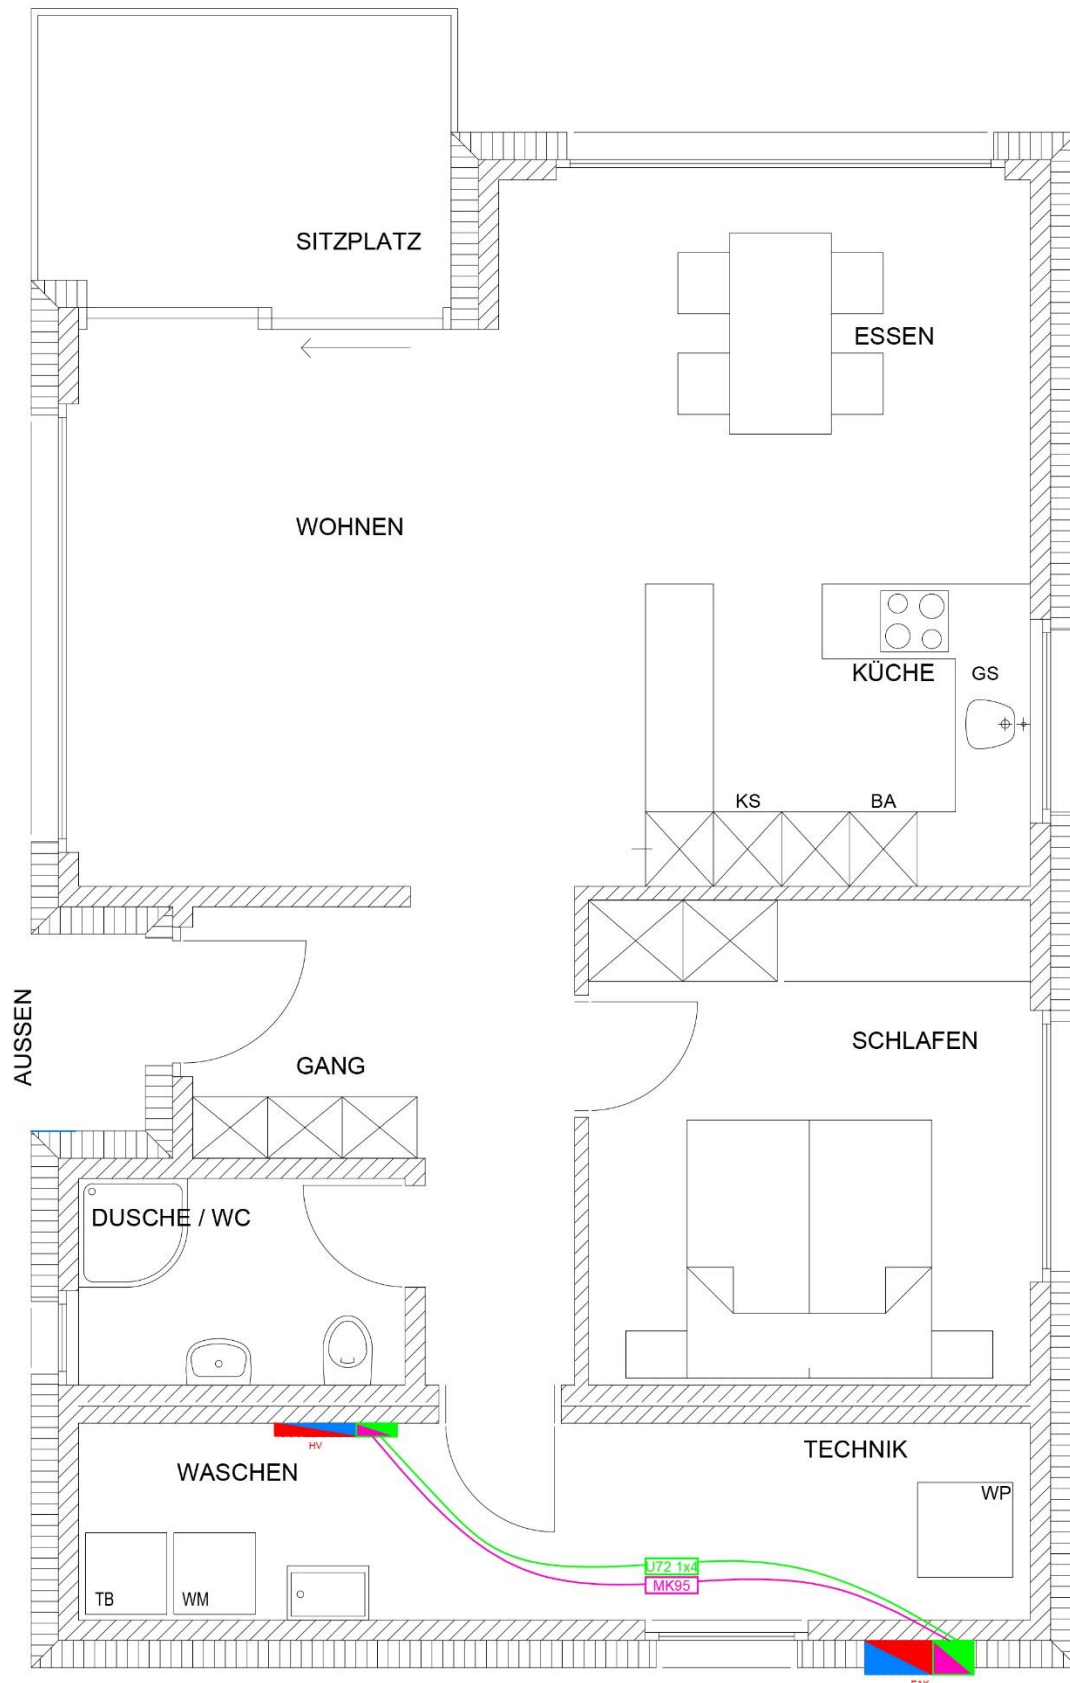 SITZPLATZ
ESSEN
WOHNEN
KÜCHE
GS
KS
BA
AUSSEN
SCHLAFEN
GANG
DUSCHE / WC
HV
TECHNIK
WASCHEN
WP
U72 1x4
MK95
TB
WM